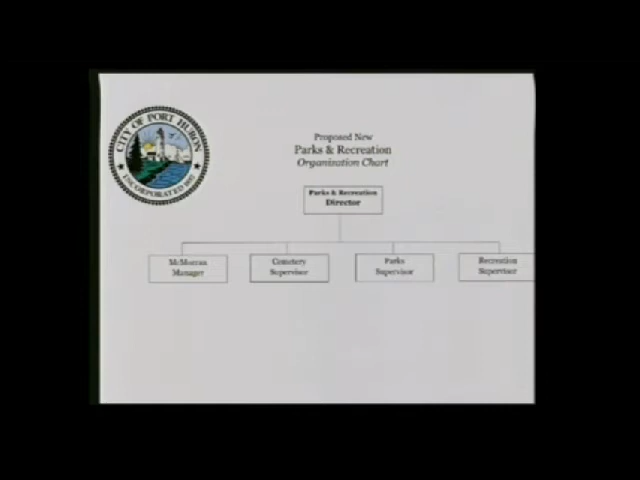 CITY OF PORT HURON
INCORPORATED 1857
Proposed New
Parks & Recreation
Organization Chart
Parks & Recreation
Director
McMorran
Manager
Cemetery
Supervisor
Parks
Supervisor
Recreation
Supervisor